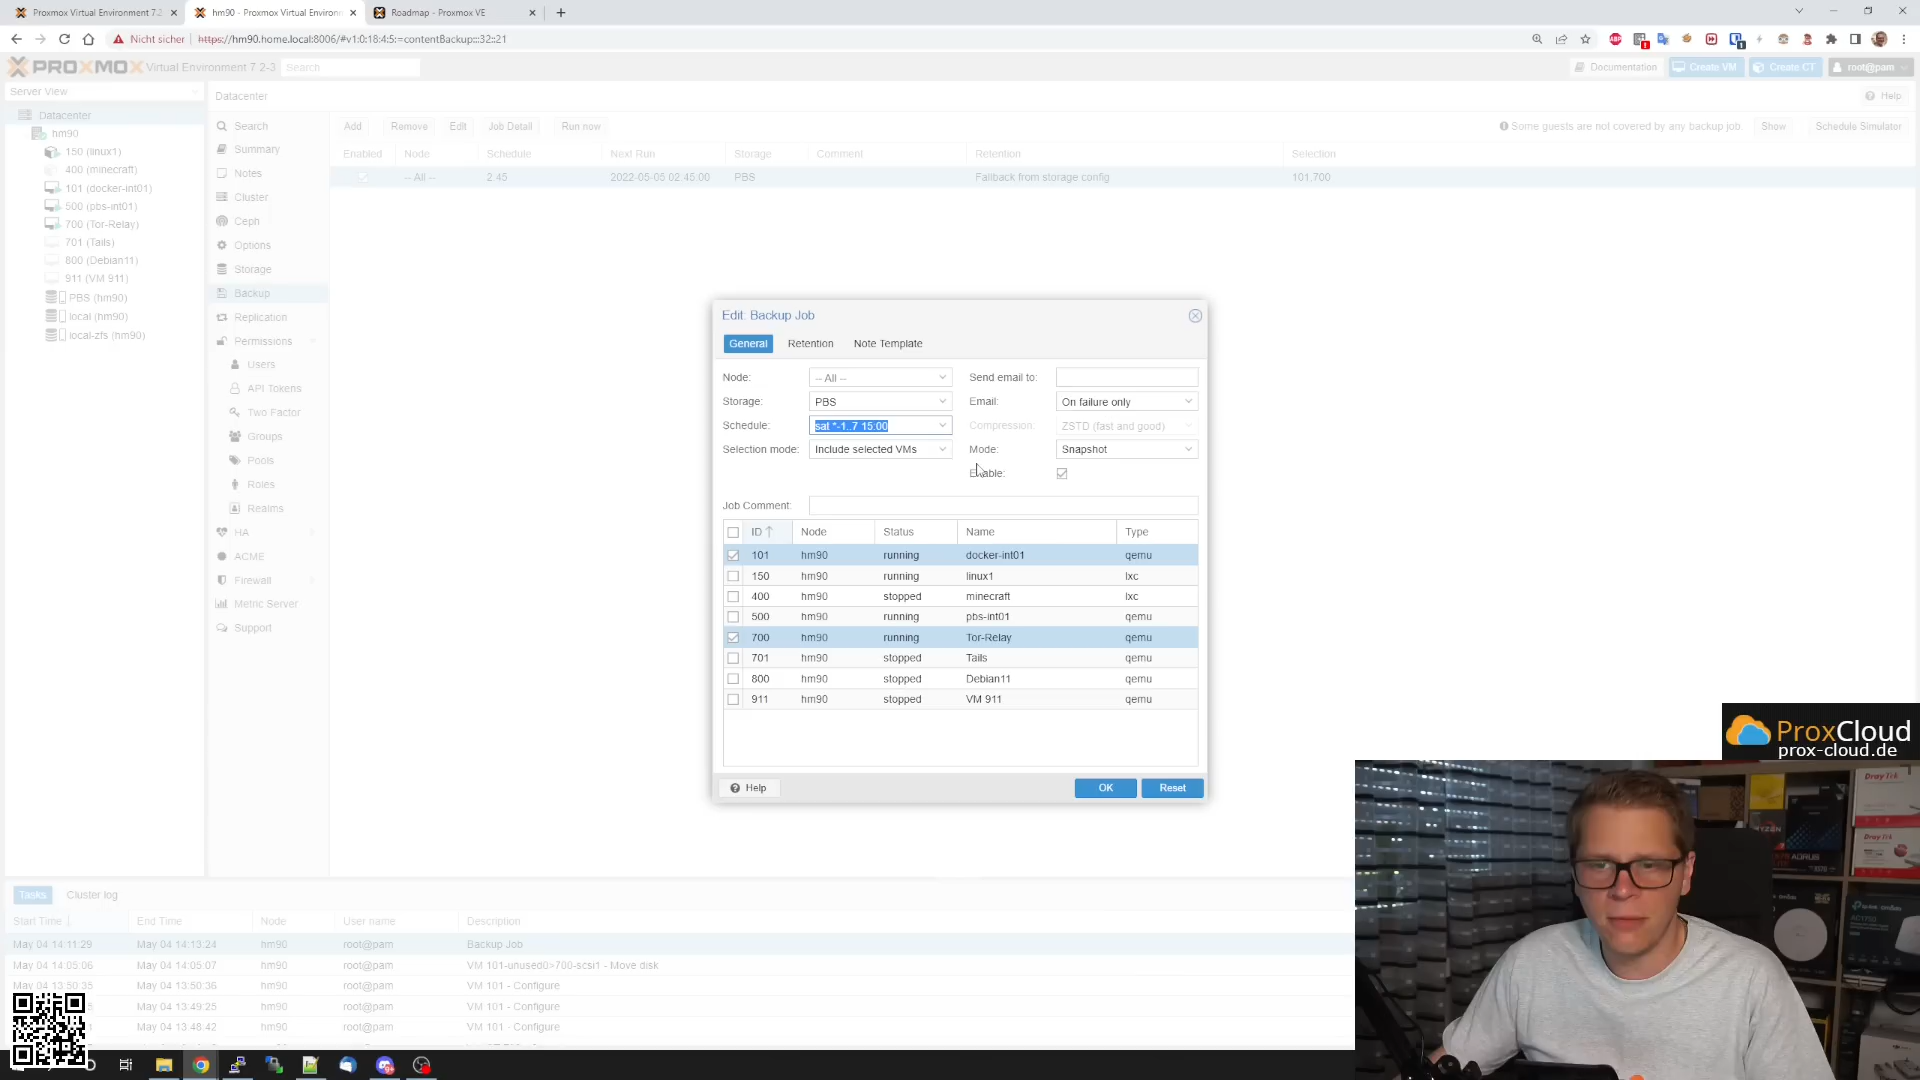 Proxmox Virtual Environment 7.2
hm90 - Proxmox Virtual Environm
Roadmap - Proxmox VE
Nicht sicher
https://hm90.home.local:8006/#v1:0:18:4:5:=contentBackup:::32::21
PROXMOX Virtual Environment 7.2-3
Search
Documentation
Create VM
Create CT
root@pam
Server View
Datacenter
hm90
150 (linux1)
400 (minecraft)
101 (docker-int01)
500 (pbs-int01)
700 (Tor-Relay)
701 (Tails)
800 (Debian11)
911 (VM 911)
PBS (hm90)
local (hm90)
local-zfs (hm90)
Datacenter
Help
Search
Summary
Notes
Cluster
Ceph
Options
Storage
Backup
Replication
Permissions
Users
API Tokens
Two Factor
Groups
Pools
Roles
Realms
HA
ACME
Firewall
Metric Server
Support
Add
Remove
Edit
Job Detail
Run now
Some guests are not covered by any backup job.
Show
Schedule Simulator
Enabled Node Schedule Next Run Storage Comment Retention Selection
-- All -- 2:45 2022-05-05 02:45:00 PBS Fallback from storage config 101,700
Edit: Backup Job
General
Retention
Note Template
Node: -- All --
Storage: PBS
Schedule: sat *-1..7 15:00
Selection mode: Include selected VMs
Send email to:
Email: On failure only
Compression: ZSTD (fast and good)
Mode: Snapshot
Enable:
Job Comment:
ID Node Status Name Type
101 hm90 running docker-int01 qemu
150 hm90 running linux1 lxc
400 hm90 stopped minecraft lxc
500 hm90 running pbs-int01 qemu
700 hm90 running Tor-Relay qemu
701 hm90 stopped Tails qemu
800 hm90 stopped Debian11 qemu
911 hm90 stopped VM 911 qemu
Help
OK
Reset
Tasks
Cluster log
Start Time End Time Node User name Description
May 04 14:11:29 May 04 14:13:24 hm90 root@pam Backup Job
May 04 14:05:06 May 04 14:05:07 hm90 root@pam VM 101-unused0>700-scsi1 - Move disk
May 04 13:50:35 May 04 13:50:36 hm90 root@pam VM 101 - Configure
May 04 13:49:25 hm90 root@pam VM 101 - Configure
May 04 13:48:42 hm90 root@pam VM 101 - Configure
ProxCloud
prox-cloud.de
DrayTek
DrayTek
RYZEN
AORUS
tp-link